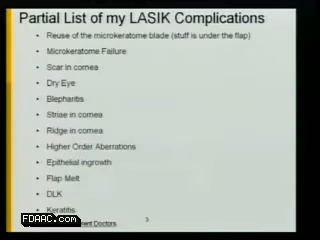 Partial List of my LASIK Complications
• Reuse of the microkeratome blade (stuff is under the flap)
• Microkeratome Failure
• Scar in cornea
• Dry Eye
• Blepharitis
• Striae in cornea
• Ridge in cornea
• Higher Order Aberrations
• Epithelial ingrowth
• Flap Melt
• DLK
• Keratitis
FDAAC.com
Doctors
3